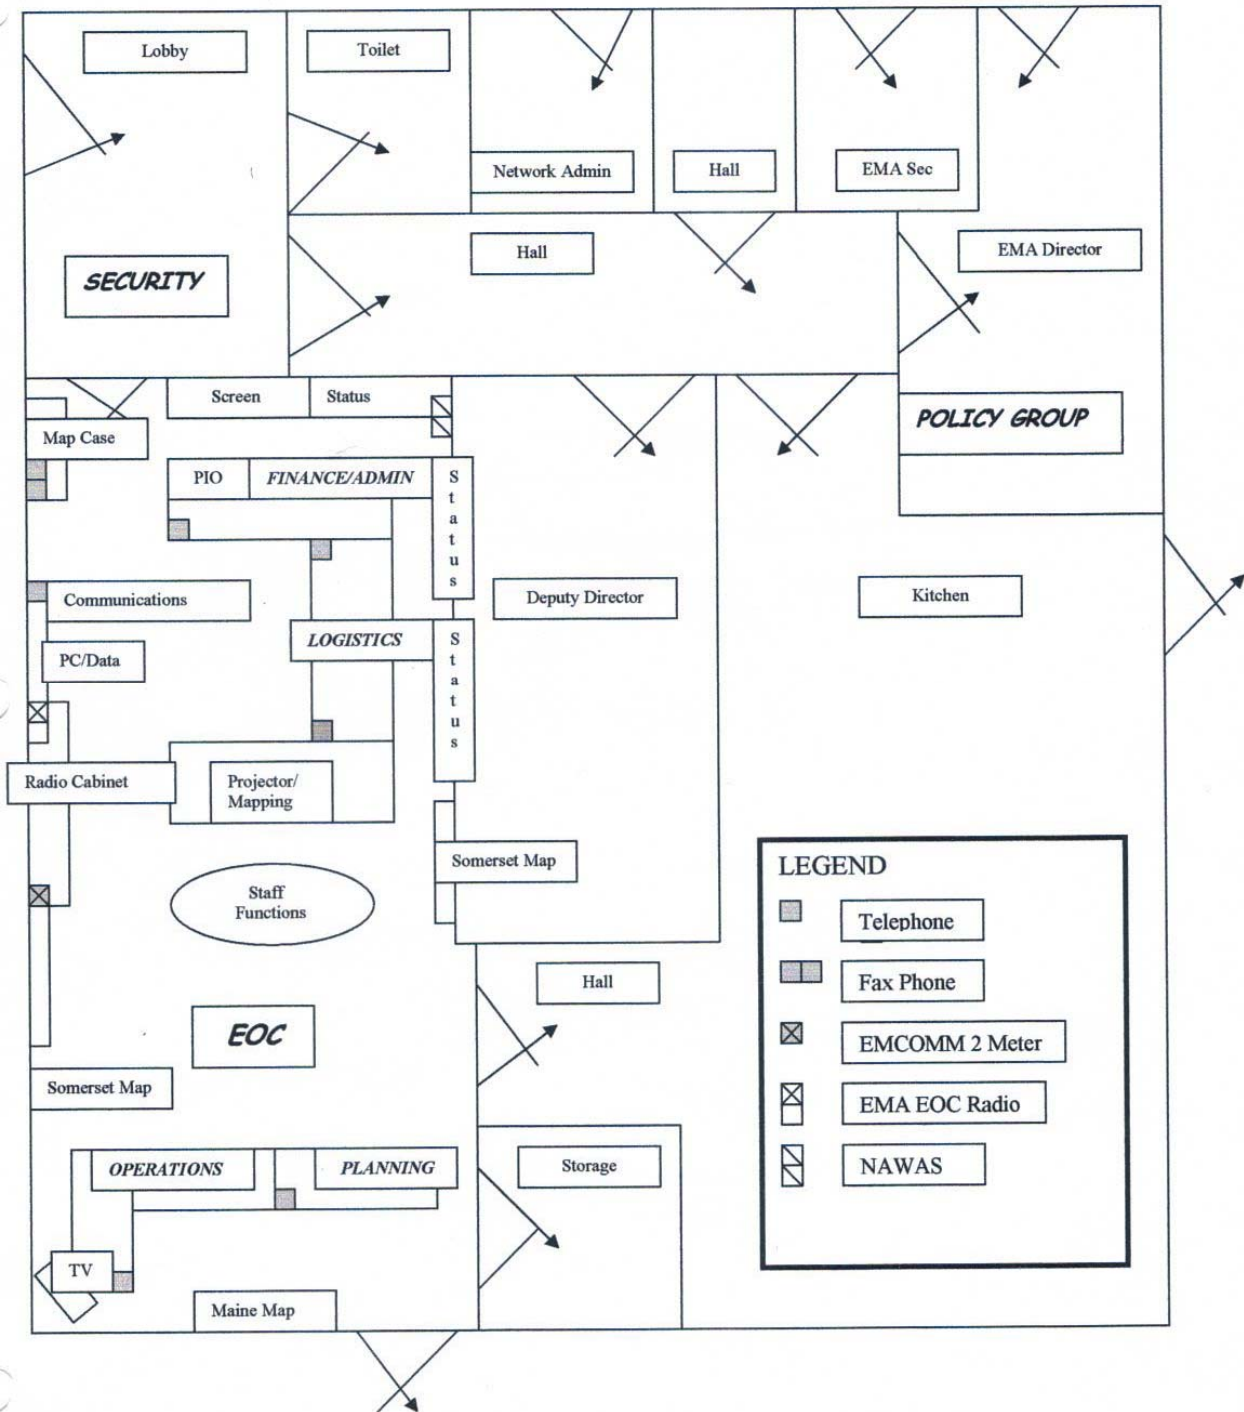 Lobby
Toilet
Network Admin
Hall
EMA Sec
Hall
EMA Director
SECURITY
Screen
Status
POLICY GROUP
Map Case
PIO
FINANCE/ADMIN
Status
Communications
Deputy Director
Kitchen
LOGISTICS
Status
PC/Data
Radio Cabinet
Projector/
Mapping
Somerset Map
Staff
Functions
LEGEND
Telephone
Fax Phone
EMCOMM 2 Meter
EMA EOC Radio
NAWAS
Hall
EOC
Somerset Map
OPERATIONS
PLANNING
Storage
TV
Maine Map